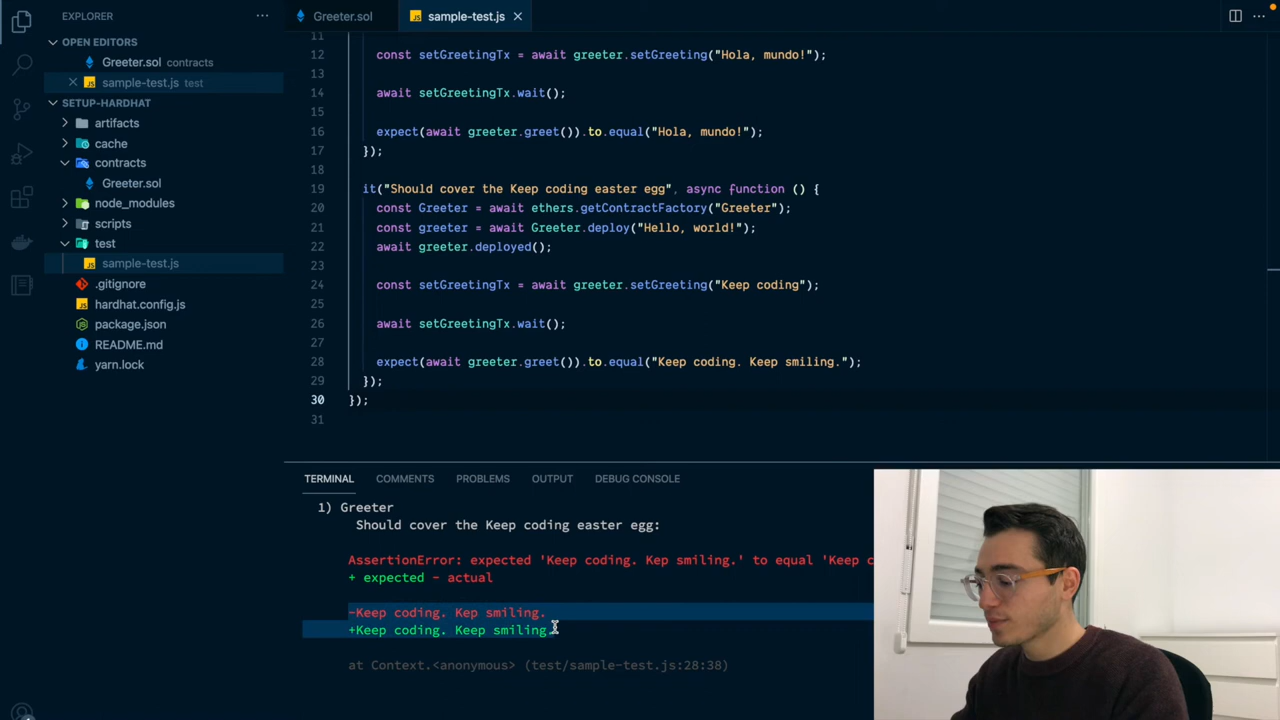 EXPLORER
Greeter.sol
sample-test.js
OPEN EDITORS
Greeter.sol contracts
sample-test.js test
SETUP-HARDHAT
artifacts
cache
contracts
Greeter.sol
node_modules
scripts
test
sample-test.js
.gitignore
hardhat.config.js
package.json
README.md
yarn.lock
11
12 const setGreetingTx = await greeter.setGreeting("Hola, mundo!");
13
14 await setGreetingTx.wait();
15
16 expect(await greeter.greet()).to.equal("Hola, mundo!");
17 });
18
19 it("Should cover the Keep coding easter egg", async function () {
20 const Greeter = await ethers.getContractFactory("Greeter");
21 const greeter = await Greeter.deploy("Hello, world!");
22 await greeter.deployed();
23
24 const setGreetingTx = await greeter.setGreeting("Keep coding");
25
26 await setGreetingTx.wait();
27
28 expect(await greeter.greet()).to.equal("Keep coding. Keep smiling.");
29 });
30 });
31
TERMINAL COMMENTS PROBLEMS OUTPUT DEBUG CONSOLE
1) Greeter
Should cover the Keep coding easter egg:
AssertionError: expected 'Keep coding. Kep smiling.' to equal 'Keep c
+ expected - actual
-Keep coding. Kep smiling.
+Keep coding. Keep smiling.
at Context.<anonymous> (test/sample-test.js:28:38)